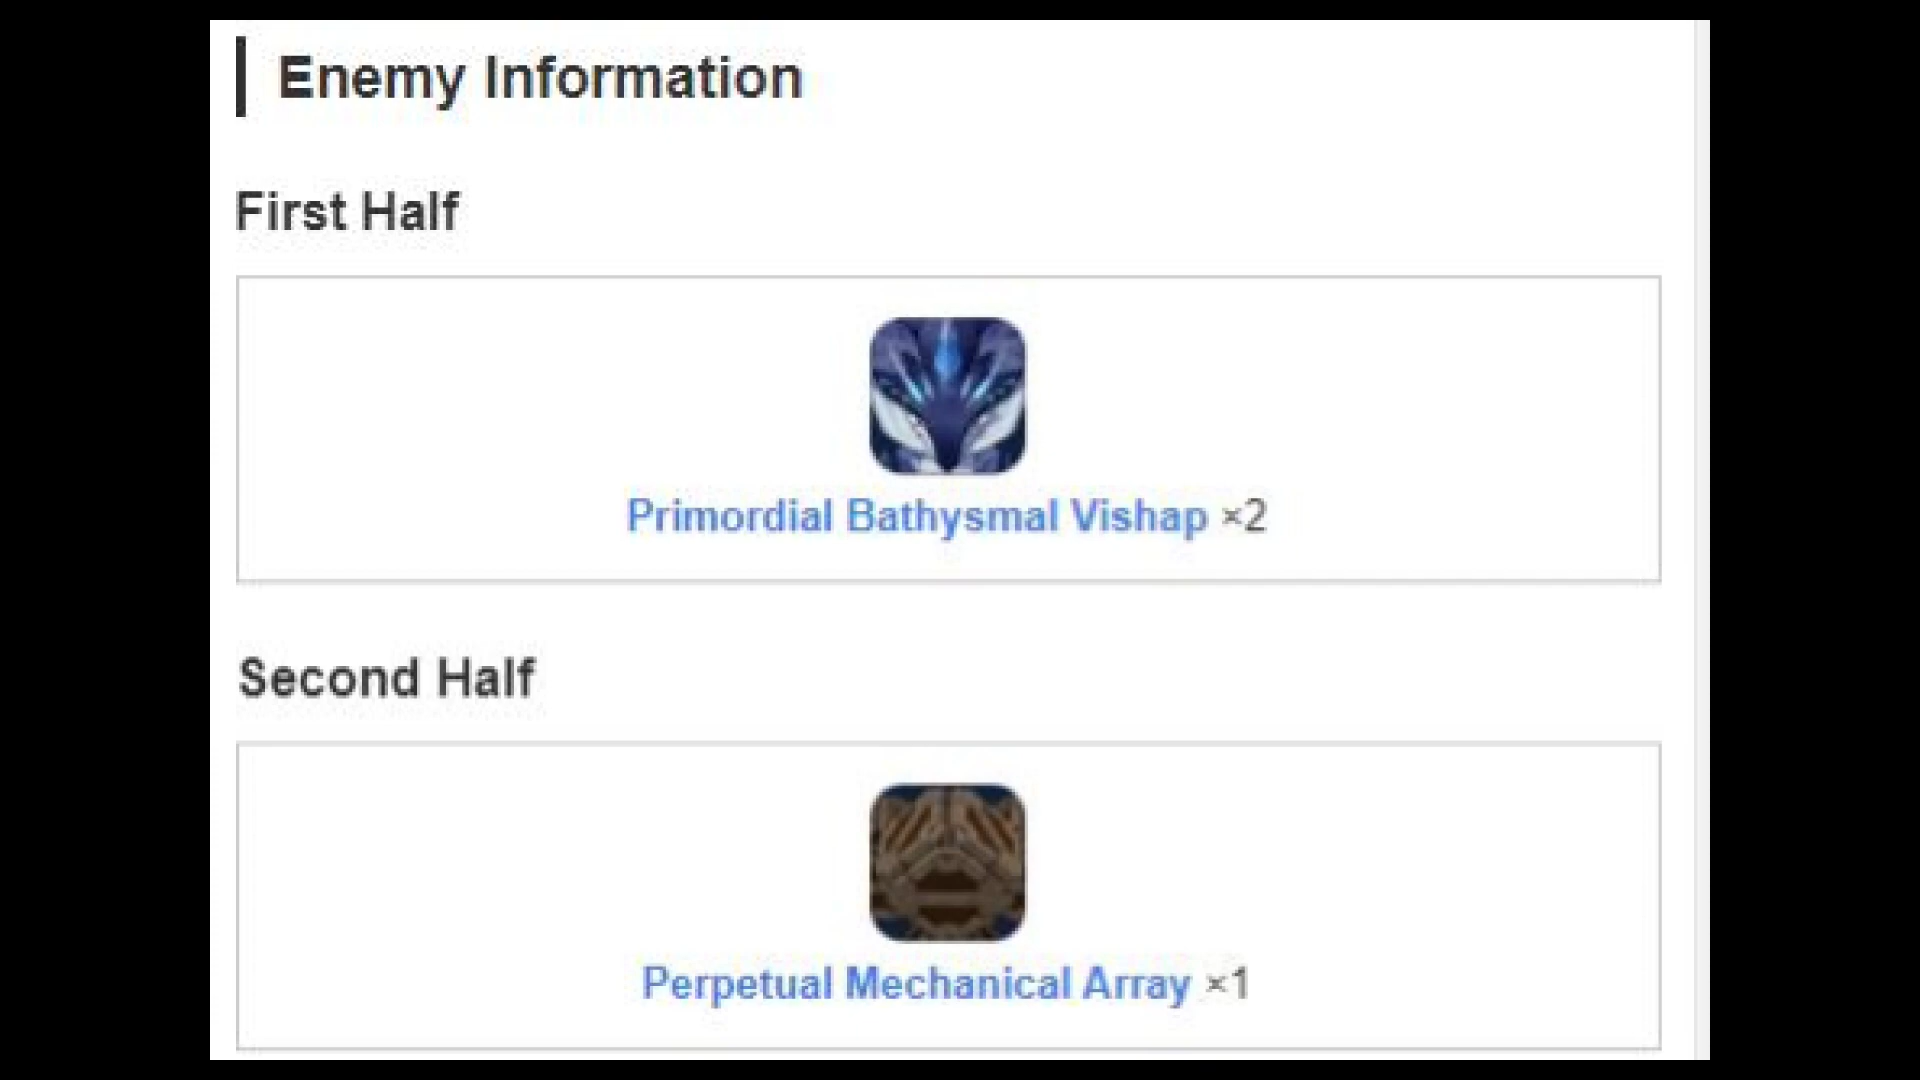 Enemy Information
First Half
Primordial Bathysmal Vishap ×2
Second Half
Perpetual Mechanical Array ×1